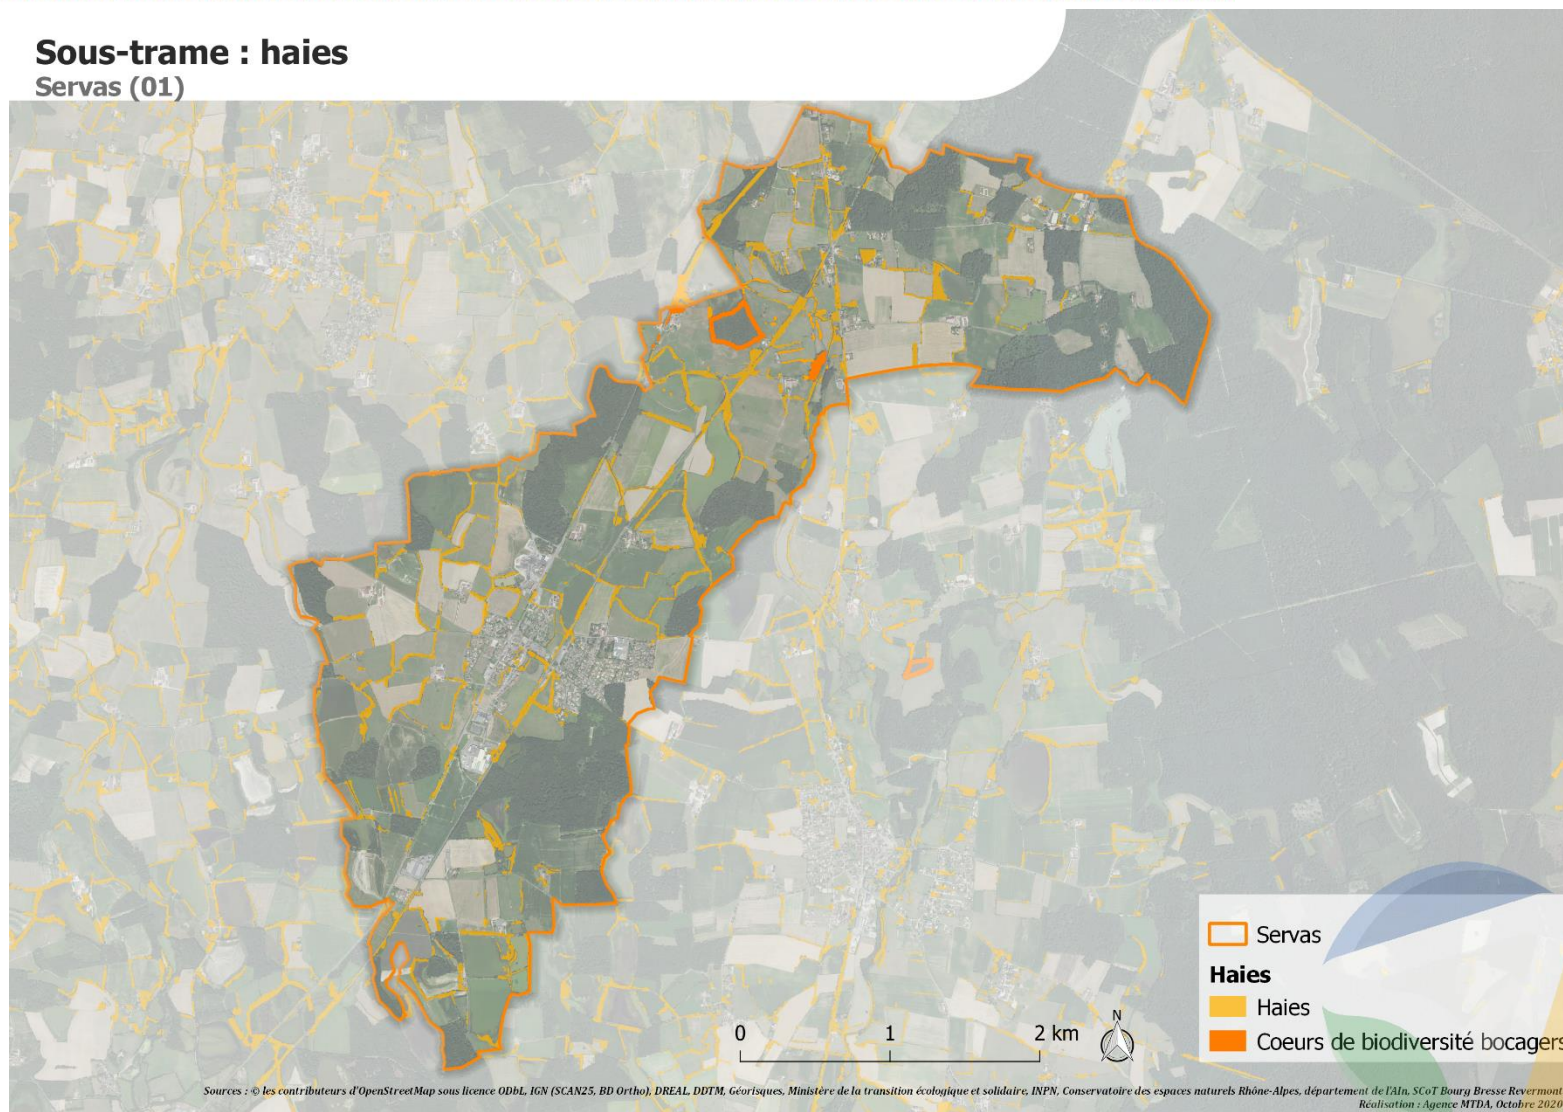 Sous-trame : haies
Servas (01)
Servas
Haies
Haies
Coeurs de biodiversité bocagers
0 1 2 km
N
Sources : © les contributeurs d'OpenStreetMap sous licence ODbL, IGN (SCAN25, BD Ortho), DREAL, DDTM, Géorisques, Ministère de la transition écologique et solidaire, INPN, Conservatoire des espaces naturels Rhône-Alpes, département de l'AIn, SCoT Bourg Bresse Revermont
Réalisation : Agence MTDA, Octobre 2020